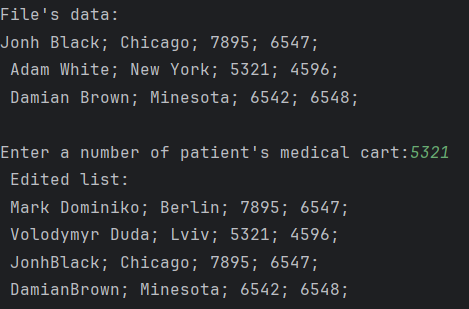 File's data:
Jonh Black; Chicago; 7895; 6547;
Adam White; New York; 5321; 4596;
Damian Brown; Minesota; 6542; 6548;
Enter a number of patient's medical cart:5321
Edited list:
Mark Dominiko; Berlin; 7895; 6547;
Volodymyr Duda; Lviv; 5321; 4596;
JonhBlack; Chicago; 7895; 6547;
DamianBrown; Minesota; 6542; 6548;